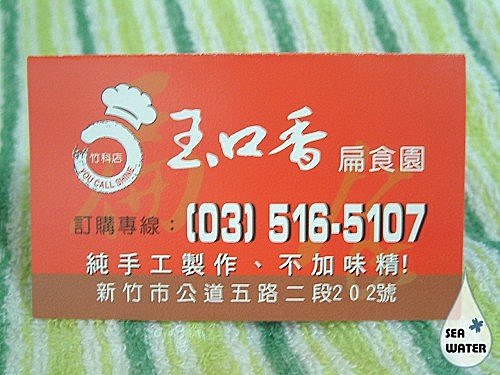 竹科店
YOU CALL SHINE
玉口香 扁食園
訂購專線：(03) 516-5107
純手工製作、不加味精!
新竹市公道五路二段202號
SEA
WATER